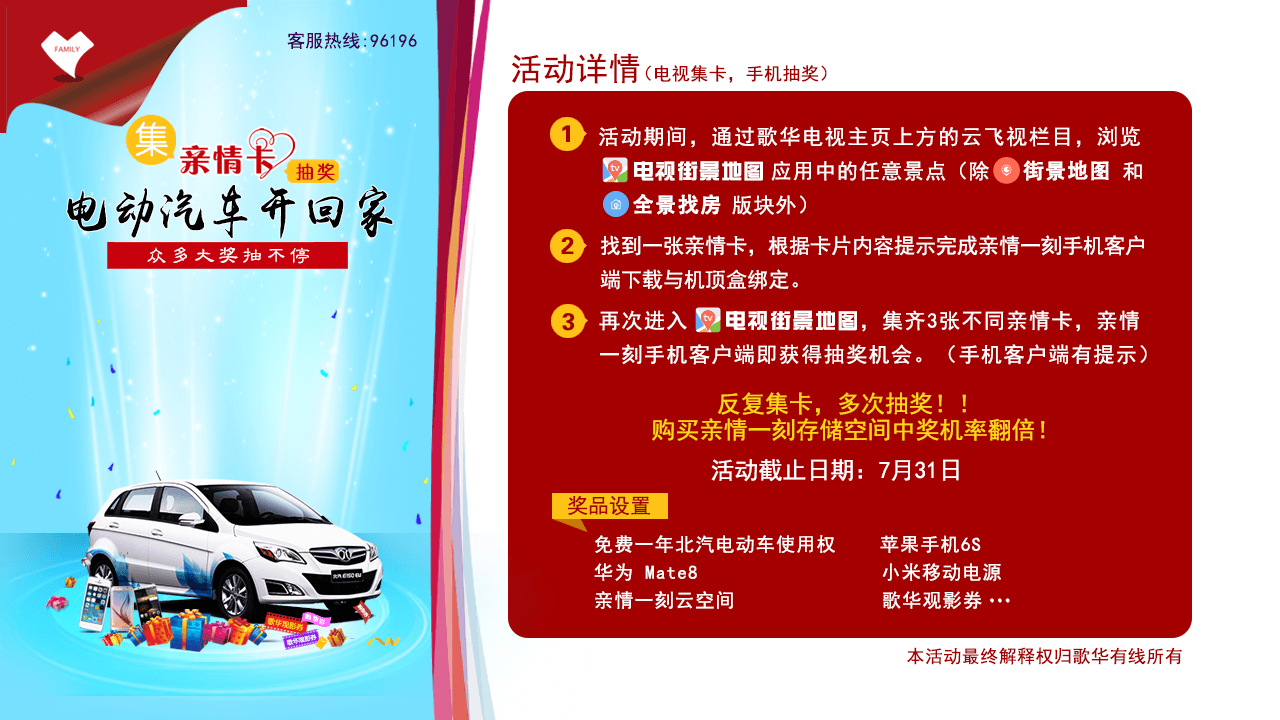 FAMILY
客服热线:96196
集
亲情卡
抽奖
电动汽车开回家
众多大奖抽不停
歌华观影券
歌华观影券
活动详情（电视集卡，手机抽奖）
1 活动期间，通过歌华电视主页上方的云飞视栏目，浏览
tv 电视街景地图 应用中的任意景点（除 街景地图 和
全景找房 版块外）
2 找到一张亲情卡，根据卡片内容提示完成亲情一刻手机客户
端下载与机顶盒绑定。
3 再次进入 tv 电视街景地图，集齐3张不同亲情卡，亲情
一刻手机客户端即获得抽奖机会。（手机客户端有提示）
反复集卡，多次抽奖！！
购买亲情一刻存储空间中奖机率翻倍！
活动截止日期：7月31日
奖品设置
免费一年北汽电动车使用权 苹果手机6S
华为 Mate8 小米移动电源
亲情一刻云空间 歌华观影券···
本活动最终解释权归歌华有线所有